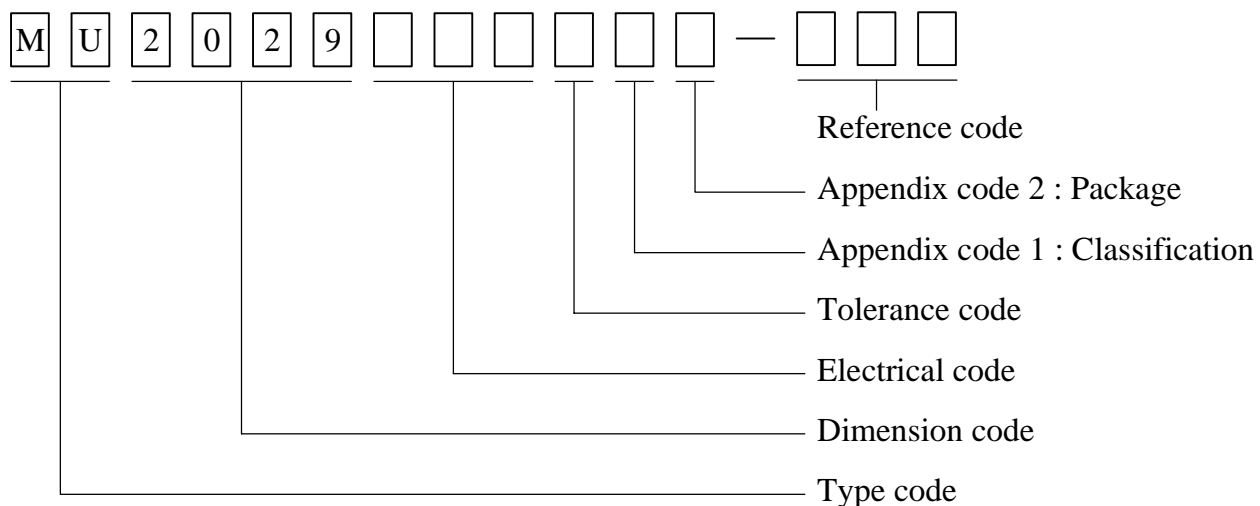 M U 2 0 2 9 —
Reference code
Appendix code 2 : Package
Appendix code 1 : Classification
Tolerance code
Electrical code
Dimension code
Type code